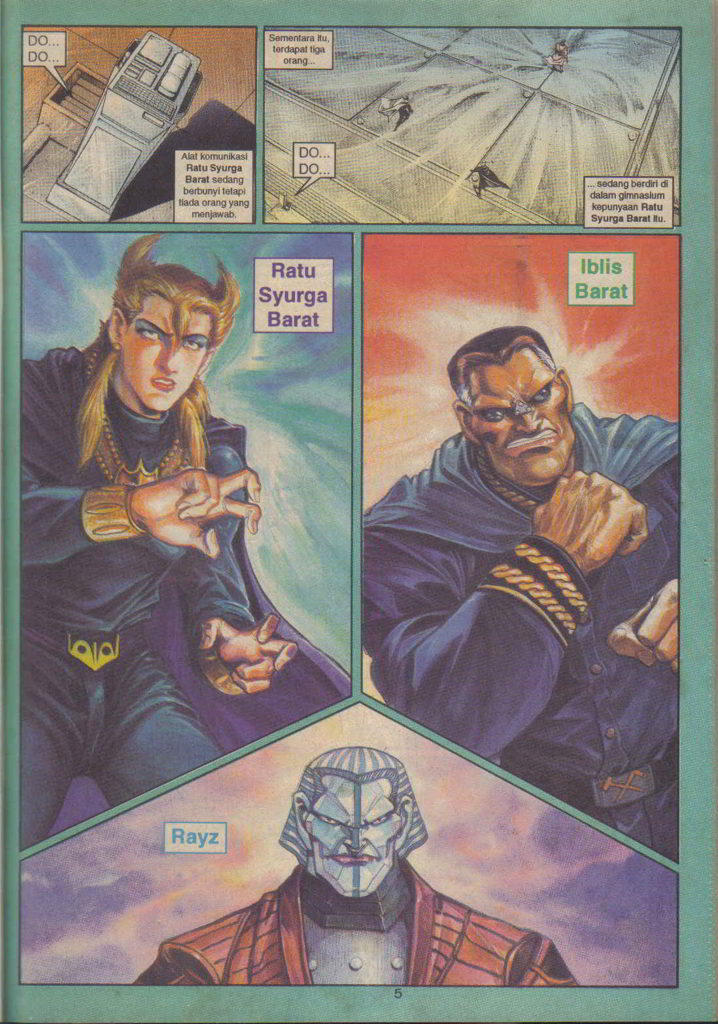 DO...
DO...
Alat komunikasi
Ratu Syurga
Barat sedang
berbunyi tetapi
tiada orang yang
menjawab.
Sementara itu,
terdapat tiga
orang...
DO...
DO...
... sedang berdiri di
dalam gimnasium
kepunyaan Ratu
Syurga Barat itu.
Ratu
Syurga
Barat
Iblis
Barat
Rayz
5